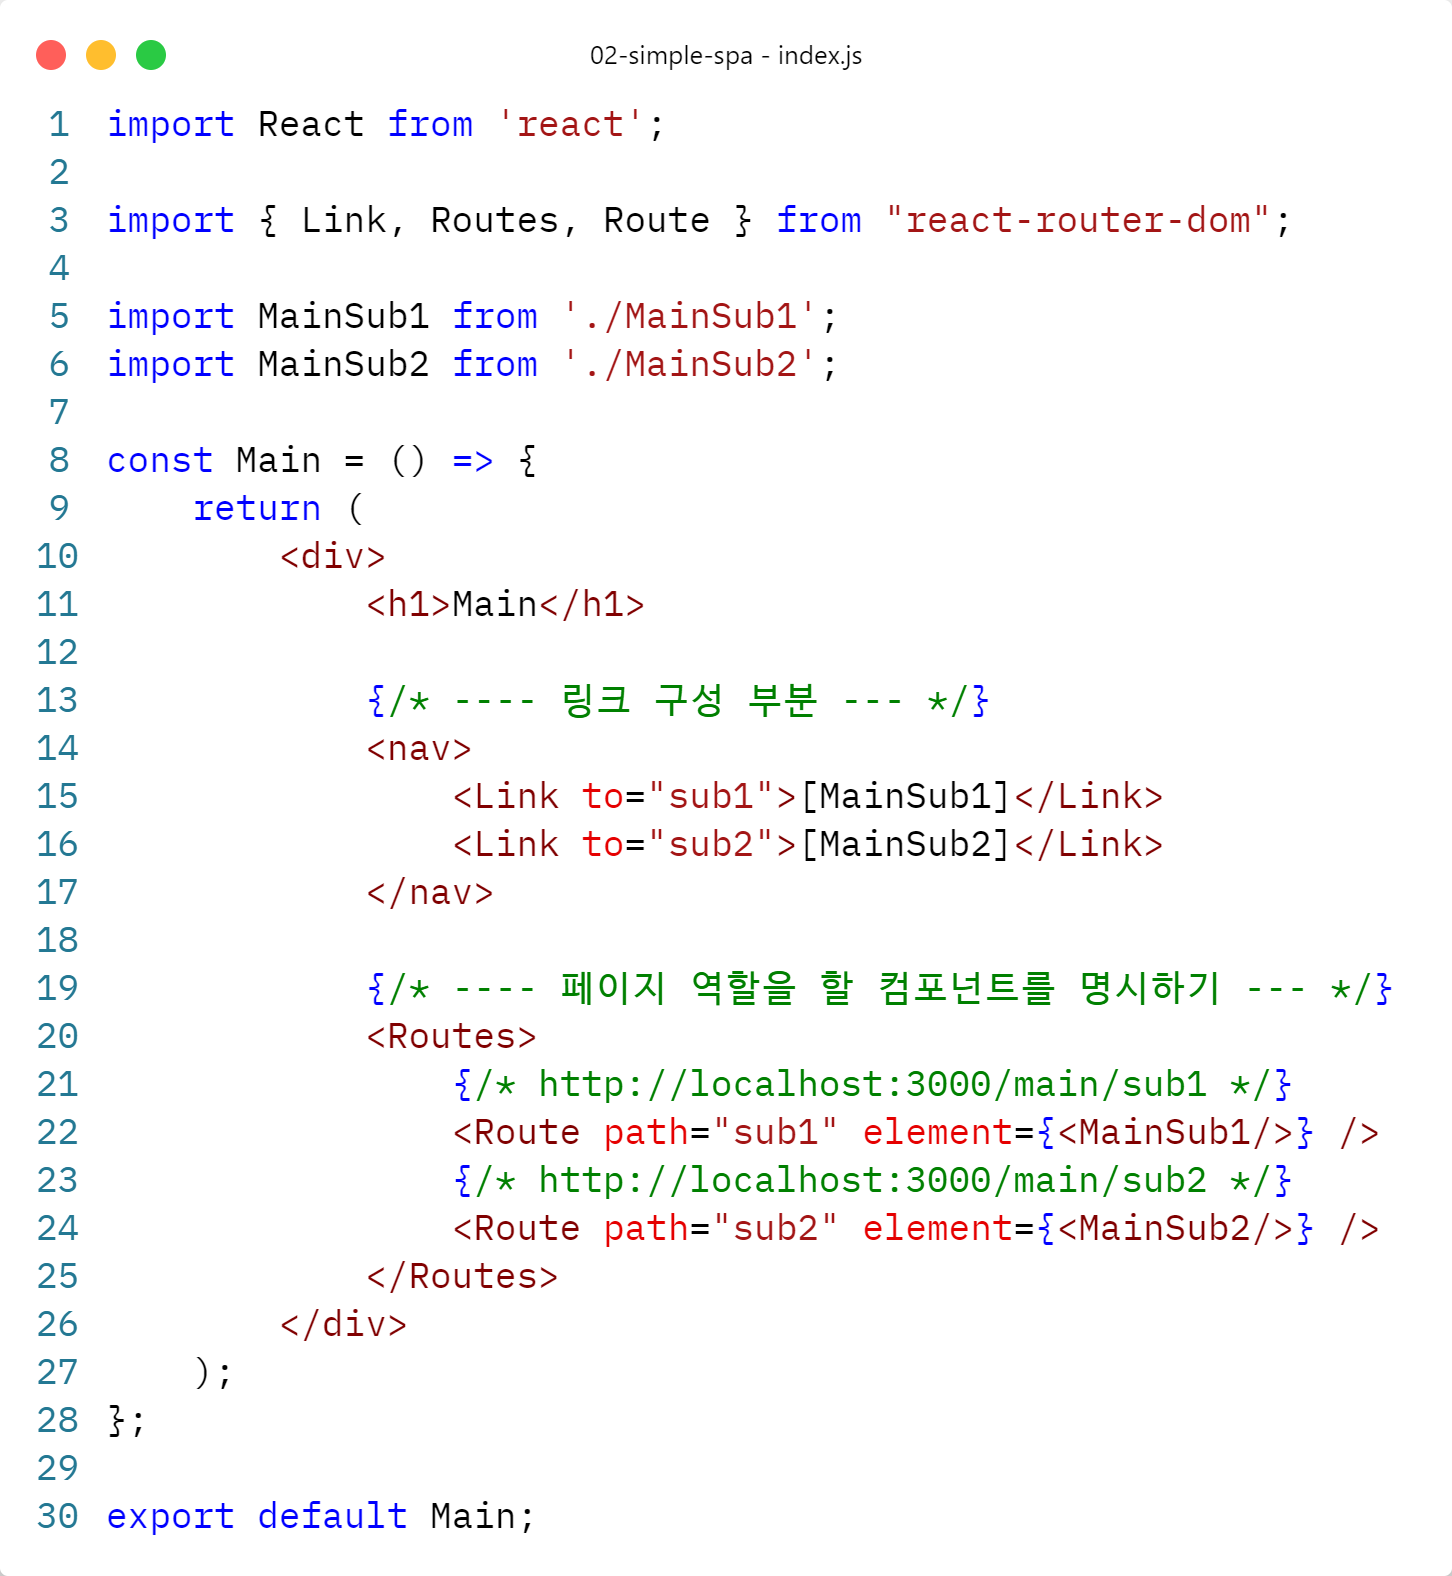 02-simple-spa - index.js
1 import React from 'react';
2
3 import { Link, Routes, Route } from "react-router-dom";
4
5 import MainSub1 from './MainSub1';
6 import MainSub2 from './MainSub2';
7
8 const Main = () => {
9     return (
10         <div>
11             <h1>Main</h1>
12
13             {/* ---- 링크 구성 부분 --- */}
14             <nav>
15                 <Link to="sub1">[MainSub1]</Link>
16                 <Link to="sub2">[MainSub2]</Link>
17             </nav>
18
19             {/* ---- 페이지 역할을 할 컴포넌트를 명시하기 --- */}
20             <Routes>
21                 {/* http://localhost:3000/main/sub1 */}
22                 <Route path="sub1" element={<MainSub1/>} />
23                 {/* http://localhost:3000/main/sub2 */}
24                 <Route path="sub2" element={<MainSub2/>} />
25             </Routes>
26         </div>
27     );
28 };
29
30 export default Main;